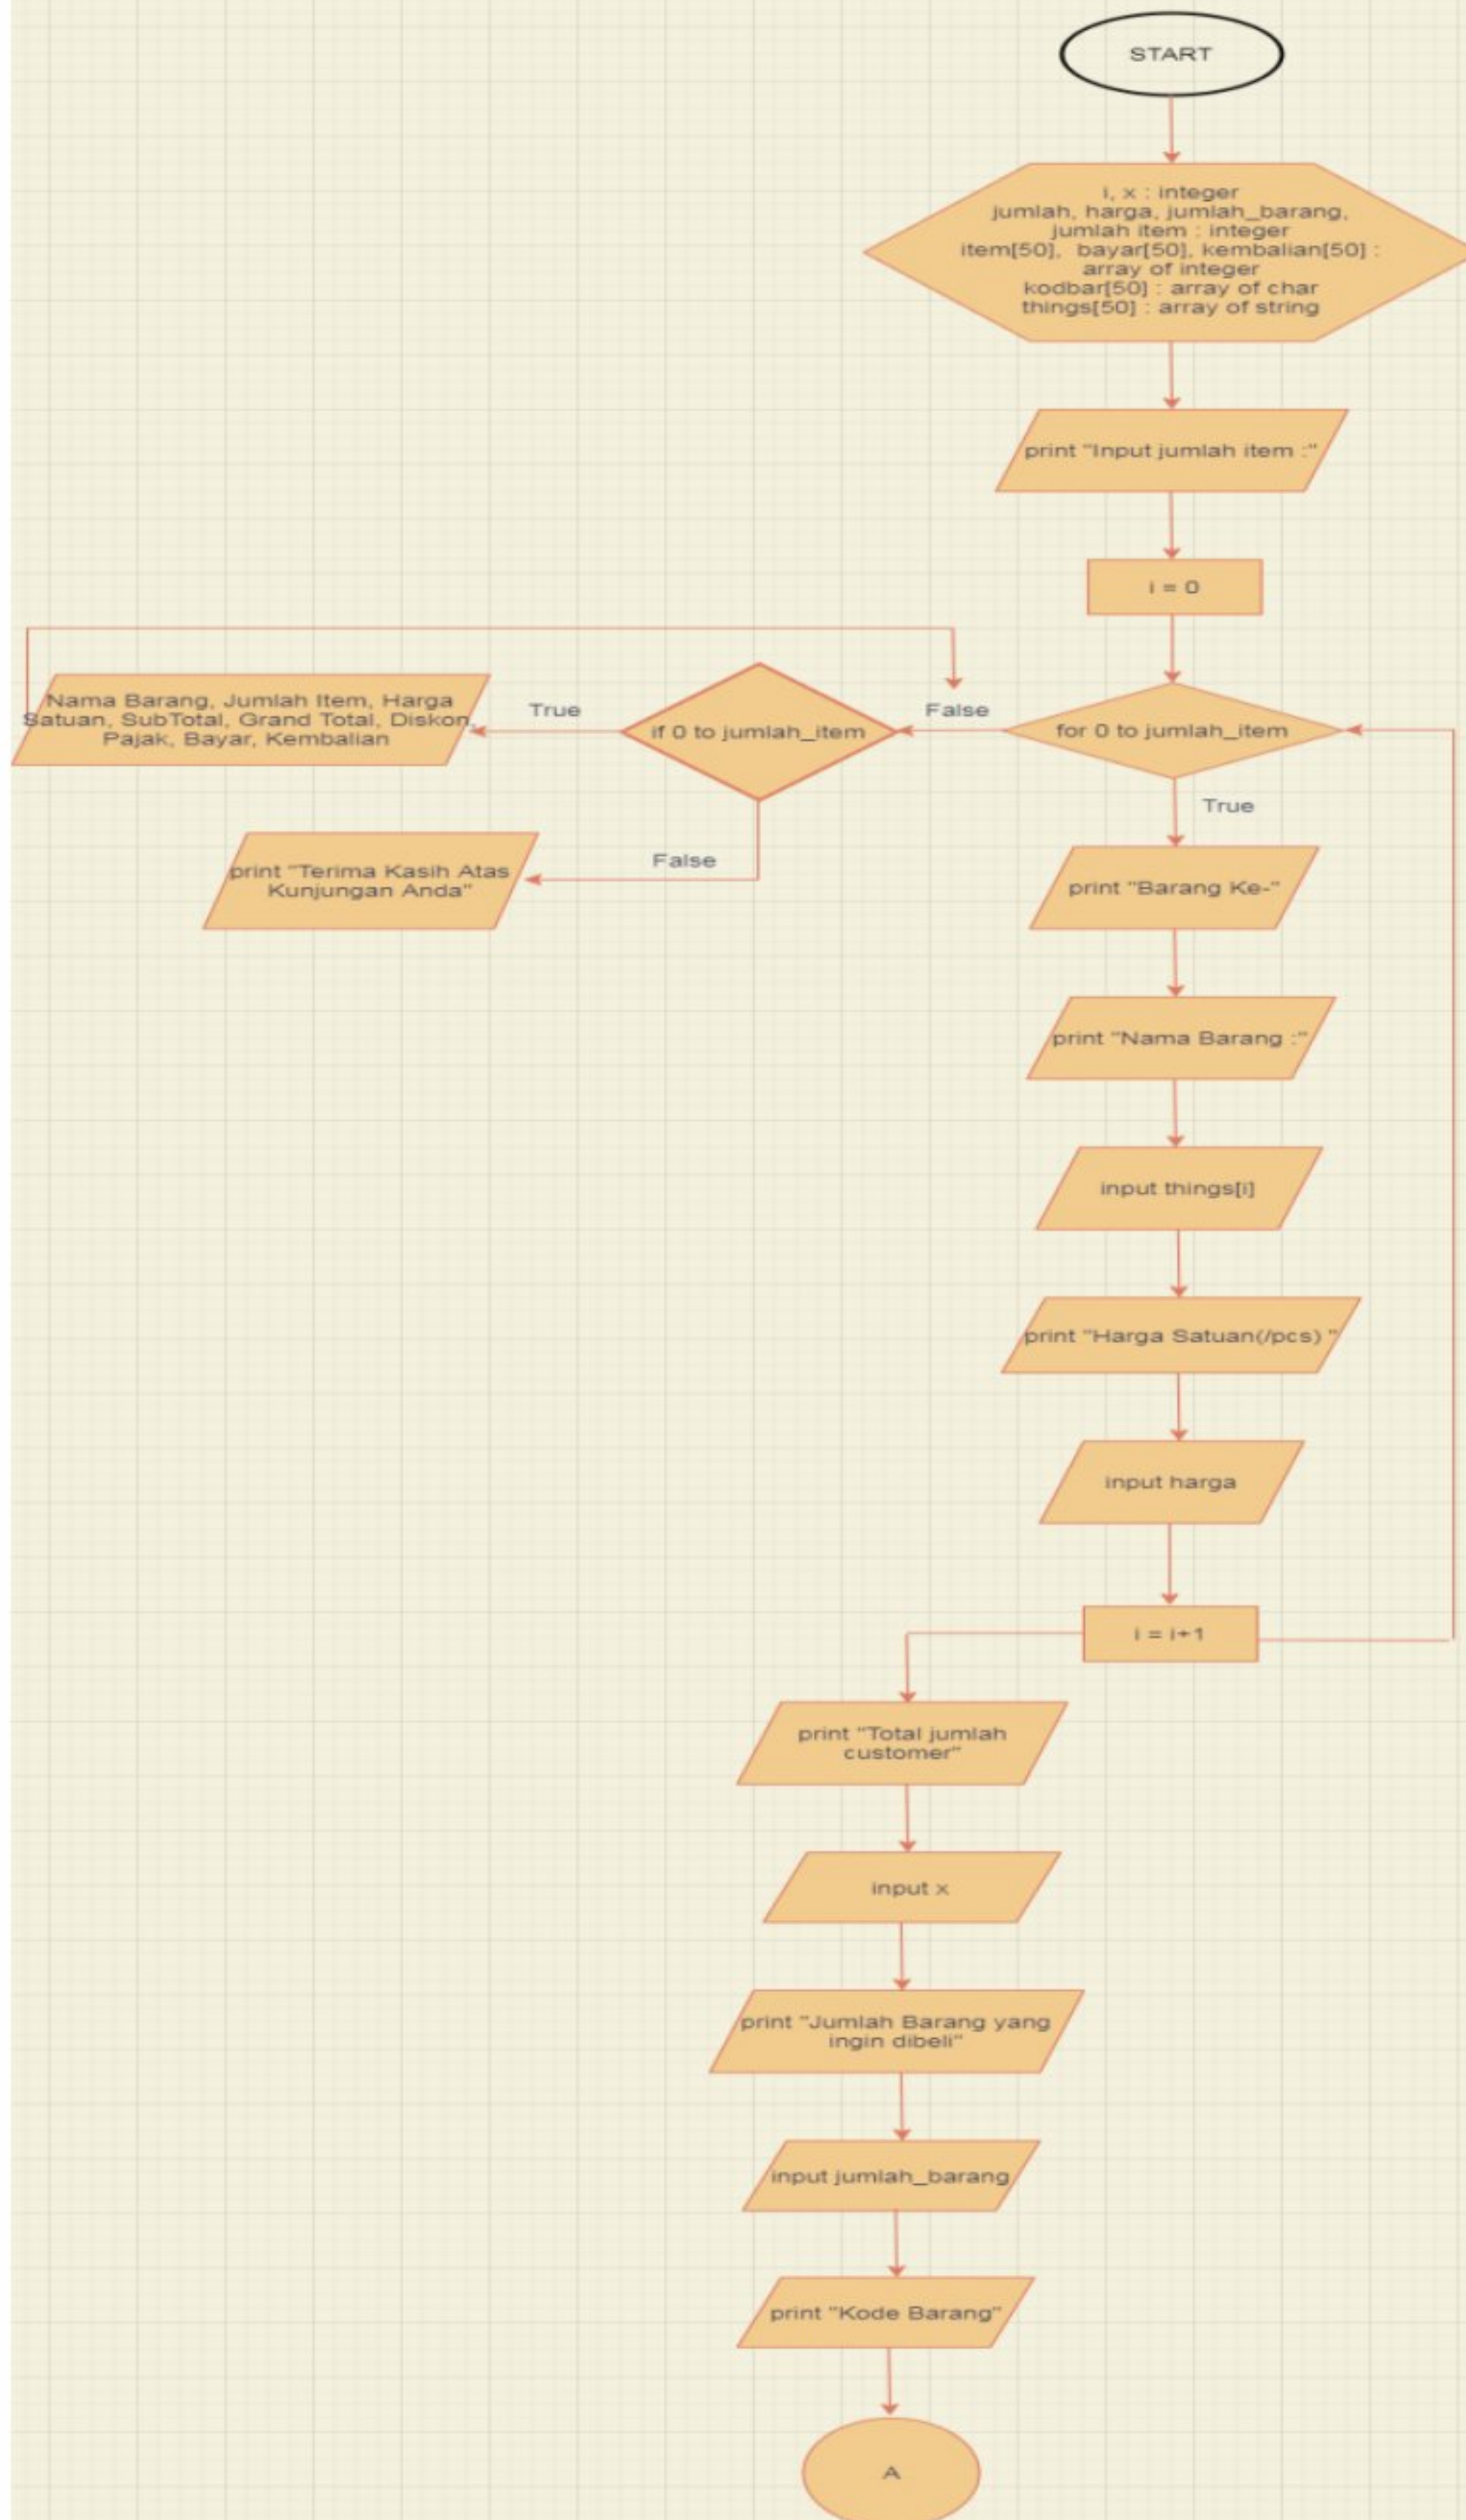 START
i, x : integer
jumlah, harga, jumlah_barang,
jumlah item : integer
item[50],  bayar[50], kembalian[50] :
array of integer
kodbar[50] : array of char
things[50] : array of string
print "Input jumlah item :"
i = 0
for 0 to jumlah_item
False
if 0 to jumlah_item
True
Nama Barang, Jumlah Item, Harga
Satuan, SubTotal, Grand Total, Diskon,
Pajak, Bayar, Kembalian
False
print "Terima Kasih Atas
Kunjungan Anda"
True
print "Barang Ke-"
print "Nama Barang :"
input things[i]
print "Harga Satuan(/pcs) "
input harga
i = i+1
print "Total jumlah
customer"
input x
print "Jumlah Barang yang
ingin dibeli"
input jumlah_barang
print "Kode Barang"
A